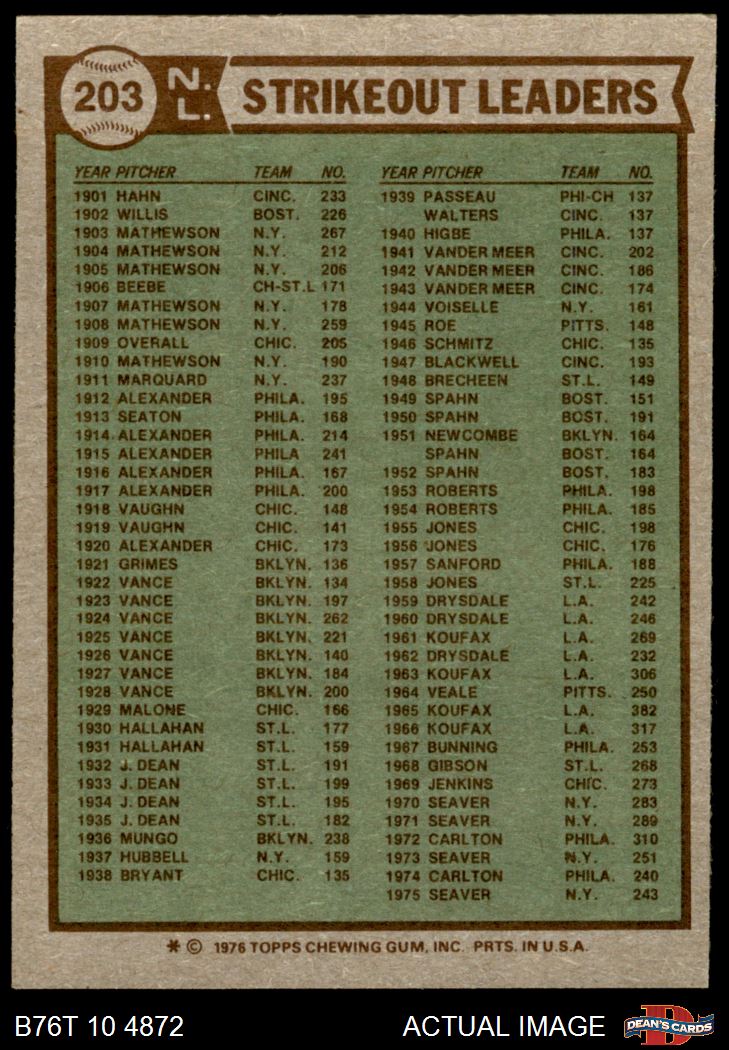 203 N.L. STRIKEOUT LEADERS
YEAR PITCHER TEAM NO.
1901 HAHN CINC. 233
1902 WILLIS BOST. 226
1903 MATHEWSON N.Y. 267
1904 MATHEWSON N.Y. 212
1905 MATHEWSON N.Y. 206
1906 BEEBE CH-ST.L 171
1907 MATHEWSON N.Y. 178
1908 MATHEWSON N.Y. 259
1909 OVERALL CHIC. 205
1910 MATHEWSON N.Y. 190
1911 MARQUARD N.Y. 237
1912 ALEXANDER PHILA. 195
1913 SEATON PHILA. 168
1914 ALEXANDER PHILA. 214
1915 ALEXANDER PHILA 241
1916 ALEXANDER PHILA. 167
1917 ALEXANDER PHILA. 200
1918 VAUGHN CHIC. 148
1919 VAUGHN CHIC. 141
1920 ALEXANDER CHIC. 173
1921 GRIMES BKLYN. 136
1922 VANCE BKLYN. 134
1923 VANCE BKLYN. 197
1924 VANCE BKLYN. 262
1925 VANCE BKLYN. 221
1926 VANCE BKLYN. 140
1927 VANCE BKLYN. 184
1928 VANCE BKLYN. 200
1929 MALONE CHIC. 166
1930 HALLAHAN ST.L. 177
1931 HALLAHAN ST.L. 159
1932 J. DEAN ST.L. 191
1933 J. DEAN ST.L. 199
1934 J. DEAN ST.L. 195
1935 J. DEAN ST.L. 182
1936 MUNGO BKLYN. 238
1937 HUBBELL N.Y. 159
1938 BRYANT CHIC. 135
YEAR PITCHER TEAM NO.
1939 PASSEAU PHI-CH 137
WALTERS CINC. 137
1940 HIGBE PHILA. 137
1941 VANDER MEER CINC. 202
1942 VANDER MEER CINC. 186
1943 VANDER MEER CINC. 174
1944 VOISELLE N.Y. 161
1945 ROE PITTS. 148
1946 SCHMITZ CHIC. 135
1947 BLACKWELL CINC. 193
1948 BRECHEEN ST.L. 149
1949 SPAHN BOST. 151
1950 SPAHN BOST. 191
1951 NEWCOMBE BKLYN. 164
SPAHN BOST. 164
1952 SPAHN BOST. 183
1953 ROBERTS PHILA. 198
1954 ROBERTS PHILA. 185
1955 JONES CHIC. 198
1956 JONES CHIC. 176
1957 SANFORD PHILA. 188
1958 JONES ST.L. 225
1959 DRYSDALE L.A. 242
1960 DRYSDALE L.A. 246
1961 KOUFAX L.A. 269
1962 DRYSDALE L.A. 232
1963 KOUFAX L.A. 306
1964 VEALE PITTS. 250
1965 KOUFAX L.A. 382
1966 KOUFAX L.A. 317
1967 BUNNING PHILA. 253
1968 GIBSON ST.L. 268
1969 JENKINS CHIC. 273
1970 SEAVER N.Y. 283
1971 SEAVER N.Y. 289
1972 CARLTON PHILA. 310
1973 SEAVER N.Y. 251
1974 CARLTON PHILA. 240
1975 SEAVER N.Y. 243
* © 1976 TOPPS CHEWING GUM, INC. PRTS. IN U.S.A.
B76T 10 4872 ACTUAL IMAGE D DEAN'S CARDS